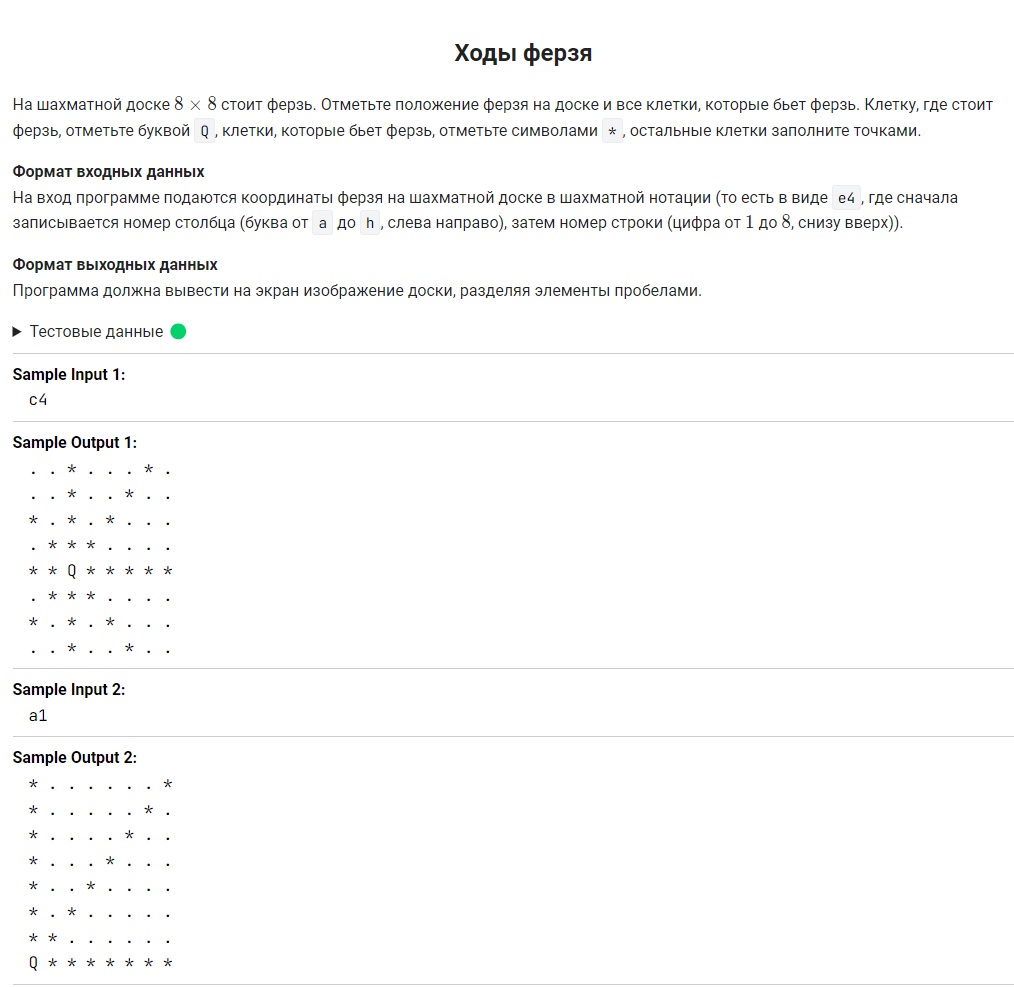 Ходы ферзя
На шахматной доске 8 × 8 стоит ферзь. Отметьте положение ферзя на доске и все клетки, которые бьет ферзь. Клетку, где стоит
ферзь, отметьте буквой Q , клетки, которые бьет ферзь, отметьте символами * , остальные клетки заполните точками.
Формат входных данных
На вход программе подаются координаты ферзя на шахматной доске в шахматной нотации (то есть в виде e4 , где сначала
записывается номер столбца (буква от a до h , слева направо), затем номер строки (цифра от 1 до 8, снизу вверх)).
Формат выходных данных
Программа должна вывести на экран изображение доски, разделяя элементы пробелами.
Тестовые данные
Sample Input 1:
c4
Sample Output 1:
. . * . . . * .
. . * . . * . .
* . * . * . . .
. * * * . . . .
* * Q * * * * *
. * * * . . . .
* . * . * . . .
. . * . . * . .
Sample Input 2:
a1
Sample Output 2:
* . . . . . . *
* . . . . . * .
* . . . . * . .
* . . . * . . .
* . . * . . . .
* . * . . . . .
* * . . . . . .
Q * * * * * * *